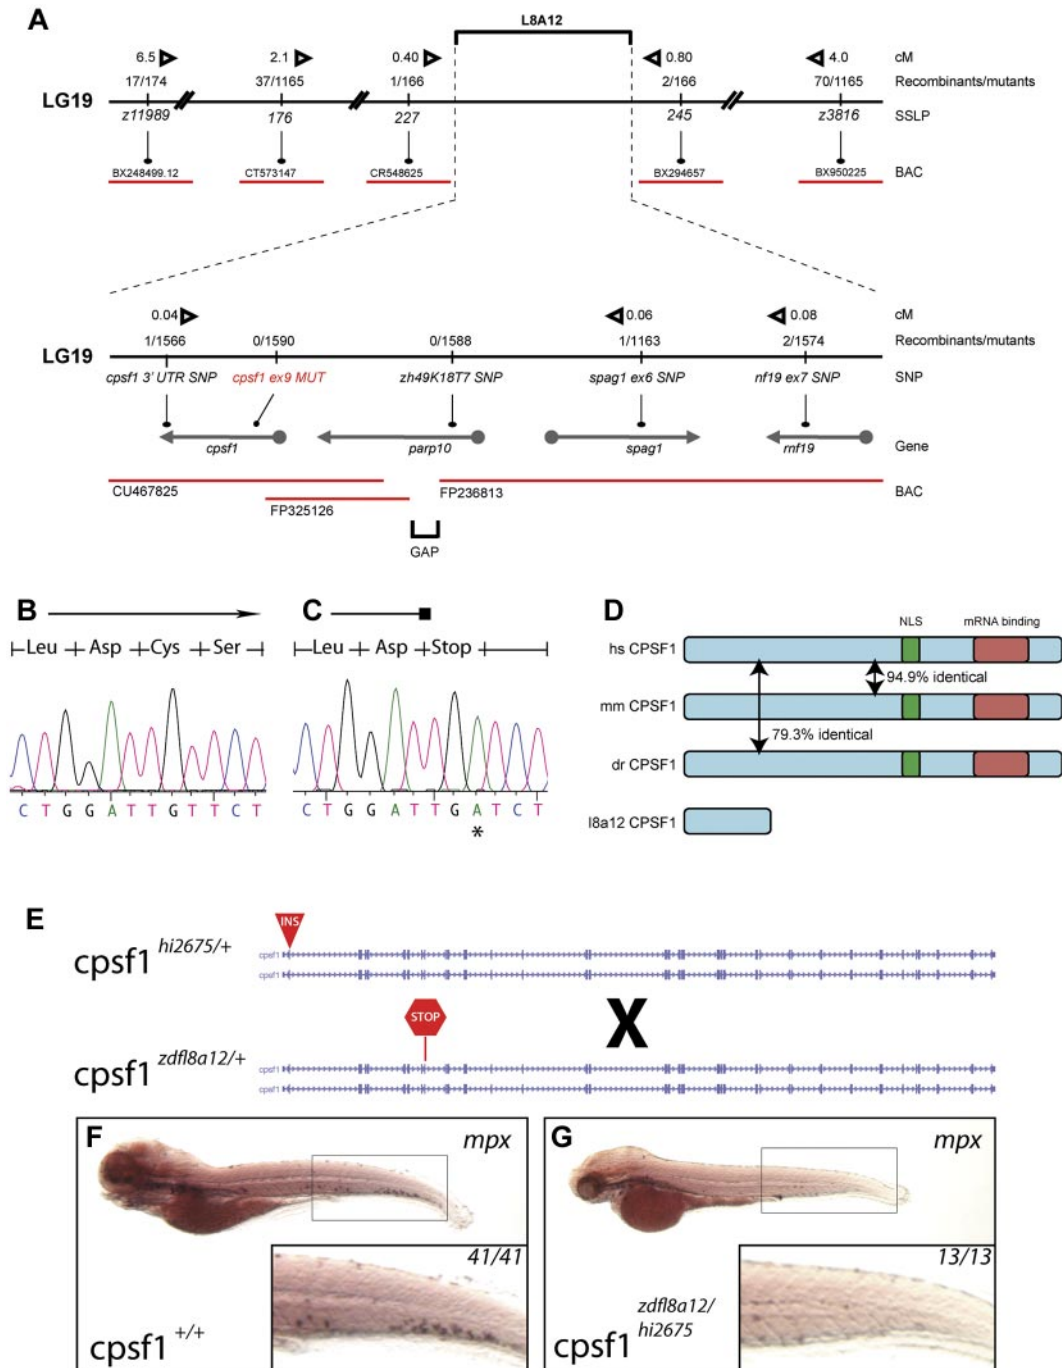 A
L8A12
6.5 2.1 0.40 0.80 4.0 cM
17/174 37/1165 1/166 2/166 70/1165 Recombinants/mutants
LG19
z11989 176 227 245 z3816 SSLP
BX248499.12 CT573147 CR548625 BX294657 BX950225 BAC
0.04 0.06 0.08 cM
1/1566 0/1590 0/1588 1/1163 2/1574 Recombinants/mutants
LG19
cpsf1 3' UTR SNP cpsf1 ex9 MUT zh49K18T7 SNP spag1 ex6 SNP nf19 ex7 SNP SNP
cpsf1 parp10 spag1 rnf19 Gene
CU467825 FP325126 FP236813 BAC
GAP
B
Leu Asp Cys Ser
C T G G A T T G T T C T
C
Leu Asp Stop
C T G G A T T G A T C T
*
D
NLS mRNA binding
hs CPSF1
94.9% identical
mm CPSF1
79.3% identical
dr CPSF1
l8a12 CPSF1
E
INS
cpsf1 hi2675/+
cpsf1
cpsf1
STOP
X
cpsf1 zdfl8a12/+
cpsf1
cpsf1
F
mpx
41/41
cpsf1 +/+
G
mpx
13/13
cpsf1 zdfl8a12/
hi2675